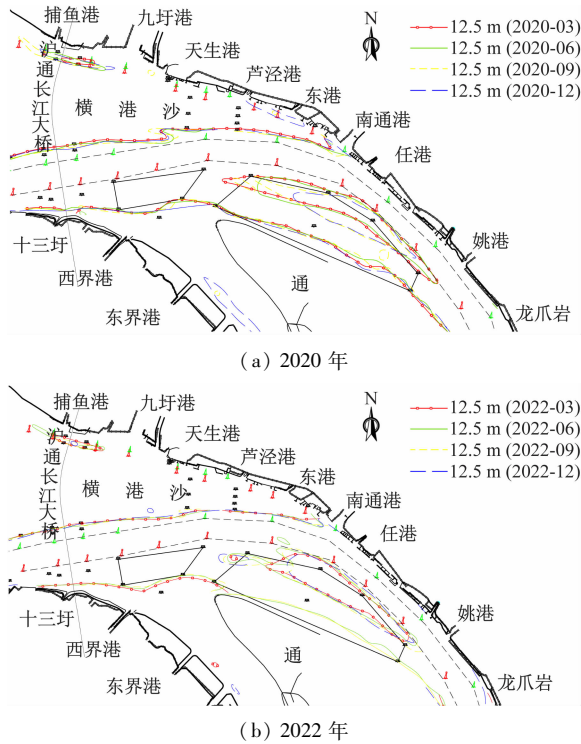 捕鱼港
九圩港
N
12.5 m (2020-03)
12.5 m (2020-06)
12.5 m (2020-09)
12.5 m (2020-12)
沪通长江大桥
天生港
芦泾港
东港
横港沙
南通港
任港
姚港
十三圩
西界港
东界港
通
龙爪岩
(a) 2020 年
捕鱼港
九圩港
N
12.5 m (2022-03)
12.5 m (2022-06)
12.5 m (2022-09)
12.5 m (2022-12)
沪通长江大桥
天生港
芦泾港
东港
横港沙
南通港
任港
姚港
十三圩
西界港
东界港
通
龙爪岩
(b) 2022 年